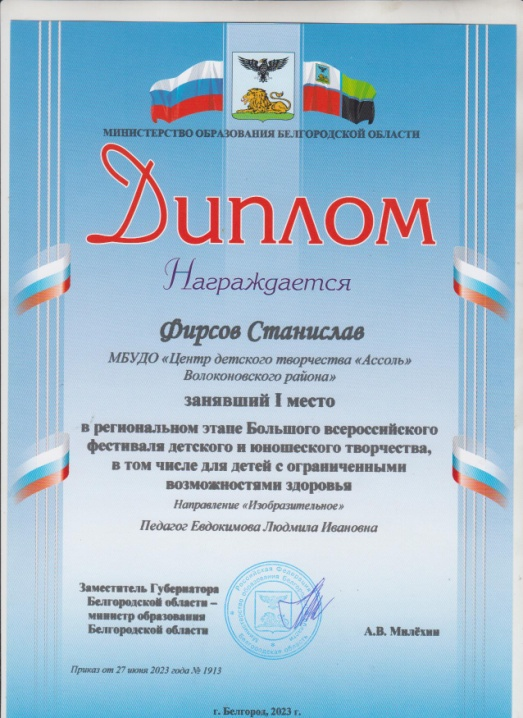 МИНИСТЕРСТВО ОБРАЗОВАНИЯ БЕЛГОРОДСКОЙ ОБЛАСТИ
Диплом
Награждается
Фирсов Станислав
МБУДО «Центр детского творчества «Ассоль»
Волоконовского района»
занявший I место
в региональном этапе Большого всероссийского
фестиваля детского и юношеского творчества,
в том числе для детей с ограниченными
возможностями здоровья
Направление «Изобразительное»
Педагог Евдокимова Людмила Ивановна
Заместитель Губернатора
Белгородской области –
министр образования
Белгородской области
А.В. Милёхин
Российская Федерация
Приказ от 27 июня 2023 года № 1913
г. Белгород, 2023 г.